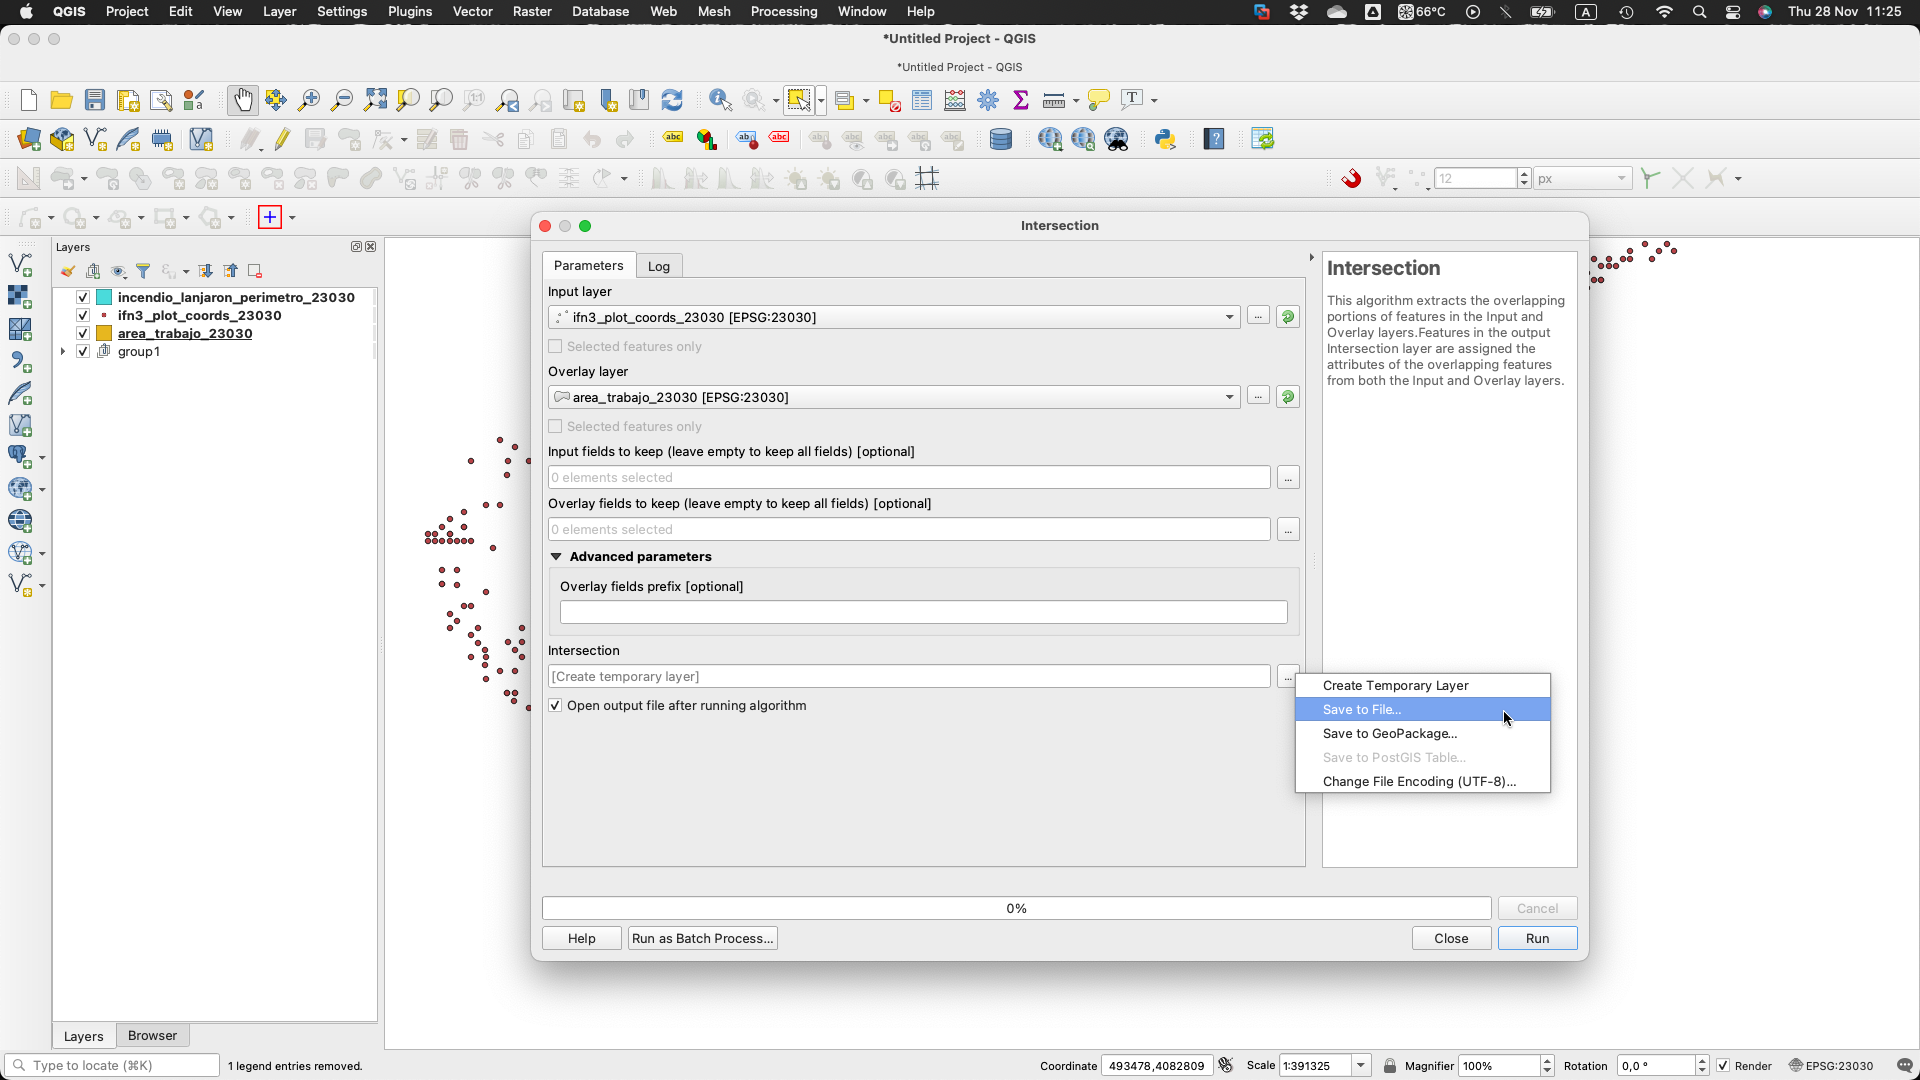 QGIS Project Edit View Layer Settings Plugins Vector Raster Database Web Mesh Processing Window Help 66°C A Thu 28 Nov 11:25
*Untitled Project - QGIS
*Untitled Project - QGIS
12 px
Layers
incendio_lanjaron_perimetro_23030
ifn3_plot_coords_23030
area_trabajo_23030
group1
Intersection
Parameters Log
Input layer
ifn3_plot_coords_23030 [EPSG:23030]
Selected features only
Overlay layer
area_trabajo_23030 [EPSG:23030]
Selected features only
Input fields to keep (leave empty to keep all fields) [optional]
0 elements selected
Overlay fields to keep (leave empty to keep all fields) [optional]
0 elements selected
Advanced parameters
Overlay fields prefix [optional]
Intersection
[Create temporary layer]
Open output file after running algorithm
Intersection
This algorithm extracts the overlapping
portions of features in the Input and
Overlay layers.Features in the output
Intersection layer are assigned the
attributes of the overlapping features
from both the Input and Overlay layers.
Create Temporary Layer
Save to File...
Save to GeoPackage...
Save to PostGIS Table...
Change File Encoding (UTF-8)...
0% Cancel
Help Run as Batch Process... Close Run
Layers Browser
Type to locate (⌘K) 1 legend entries removed. Coordinate 493478,4082809 Scale 1:391325 Magnifier 100% Rotation 0,0 ° Render EPSG:23030